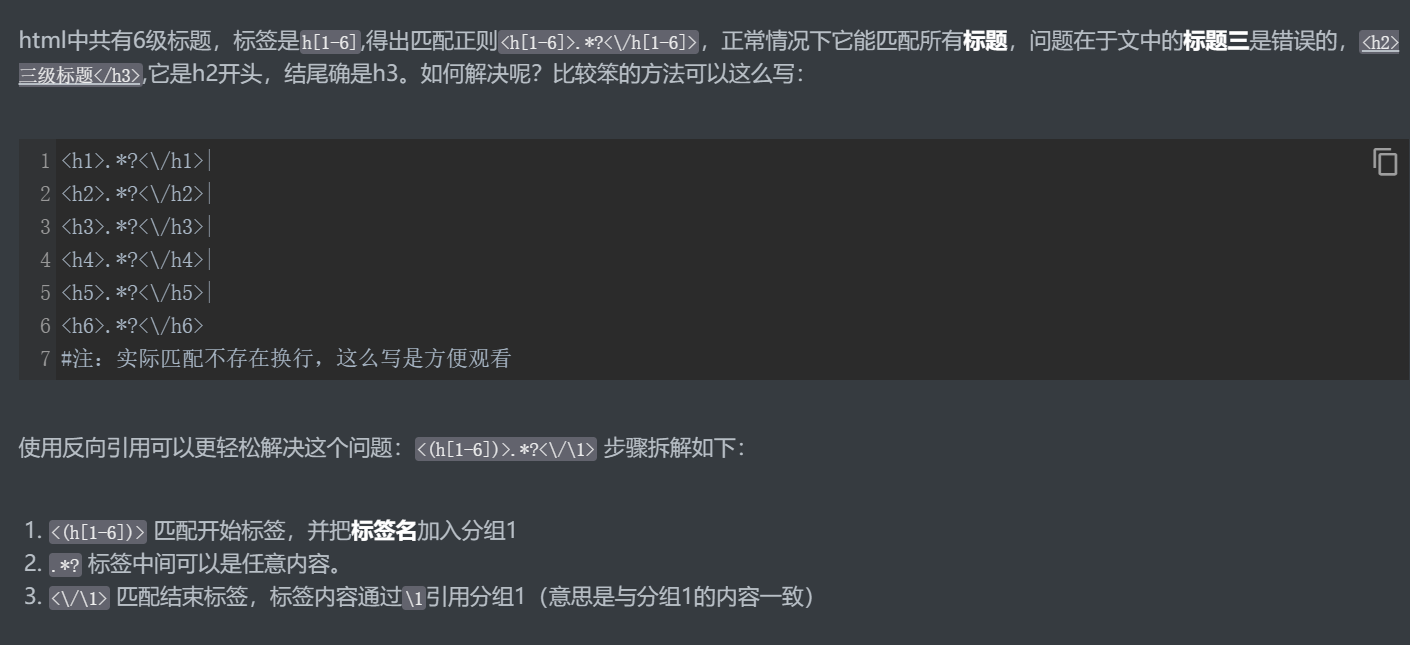 html中共有6级标题，标签是h[1-6],得出匹配正则<h[1-6]>.*?<\/h[1-6]>，正常情况下它能匹配所有标题，问题在于文中的标题三是错误的，<h2>
三级标题</h3>,它是h2开头，结尾确是h3。如何解决呢？比较笨的方法可以这么写：
1 <h1>.*?<\/h1>|
2 <h2>.*?<\/h2>|
3 <h3>.*?<\/h3>|
4 <h4>.*?<\/h4>|
5 <h5>.*?<\/h5>|
6 <h6>.*?<\/h6>
7 #注：实际匹配不存在换行，这么写是方便观看
使用反向引用可以更轻松解决这个问题：<(h[1-6])>.*?<\/\1> 步骤拆解如下：
1. <(h[1-6])> 匹配开始标签，并把标签名加入分组1
2. .*? 标签中间可以是任意内容。
3. <\/\1> 匹配结束标签，标签内容通过\1引用分组1（意思是与分组1的内容一致）